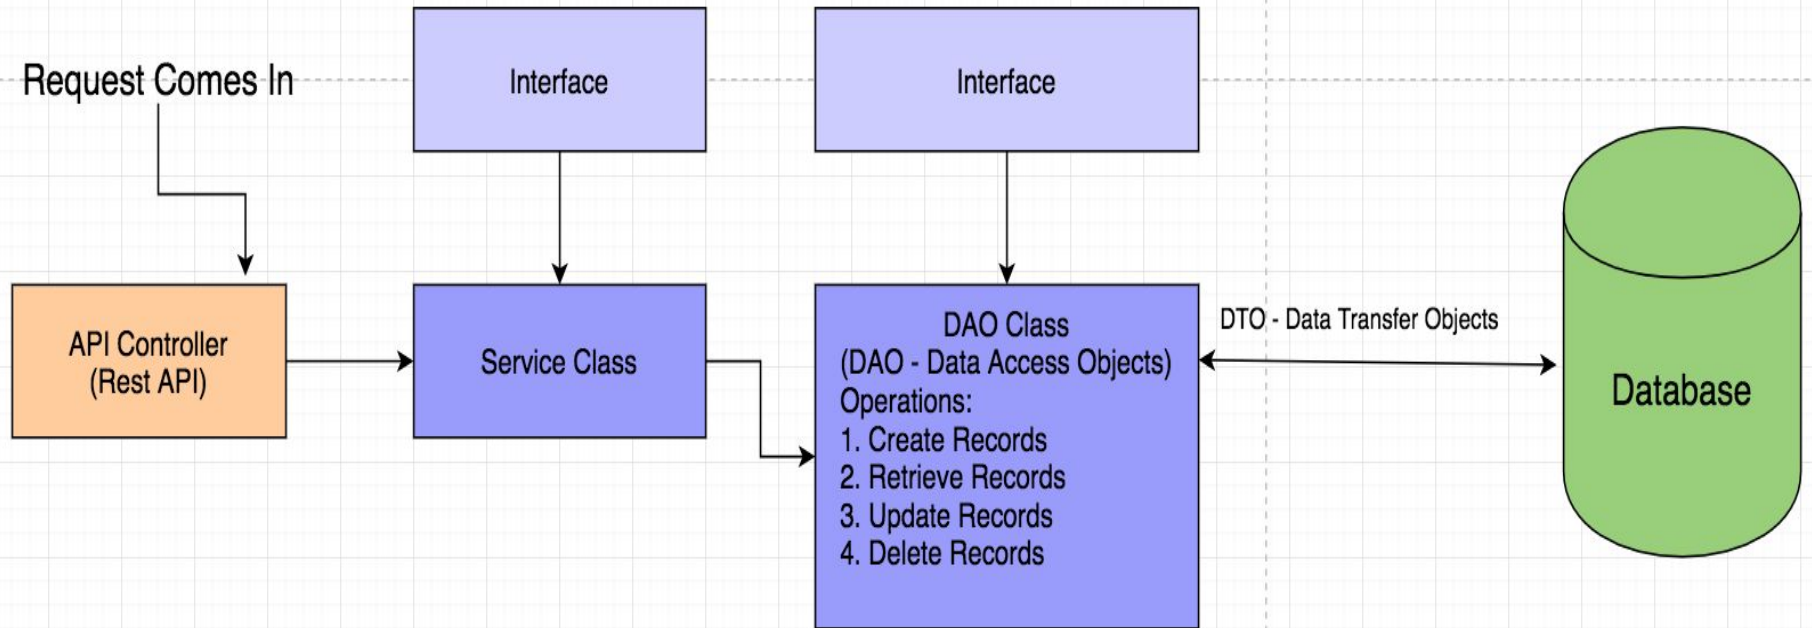 Request Comes In
Interface
Interface
API Controller
(Rest API)
Service Class
DAO Class
(DAO - Data Access Objects)
Operations:
1. Create Records
2. Retrieve Records
3. Update Records
4. Delete Records
DTO - Data Transfer Objects
Database